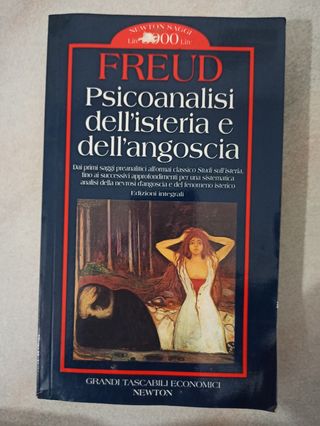 NEWTON SAGGI
FREUD
Psicoanalisi
dell'isteria e
dell'angoscia
Dai primi saggi preanalitici all'ormai classico Studi sull'isteria,
fino ai successivi approfondimenti per una sistematica
analisi della nevrosi d'angoscia e del fenomeno isterico
Edizioni integrali
GRANDI TASCABILI ECONOMICI
NEWTON